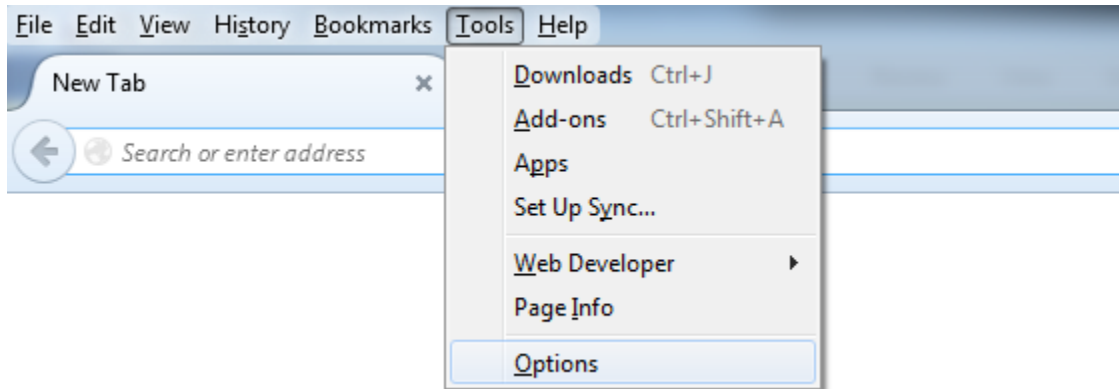 File Edit View History Bookmarks Tools Help
New Tab
Downloads Ctrl+J
Add-ons Ctrl+Shift+A
Search or enter address
Apps
Set Up Sync...
Web Developer
Page Info
Options